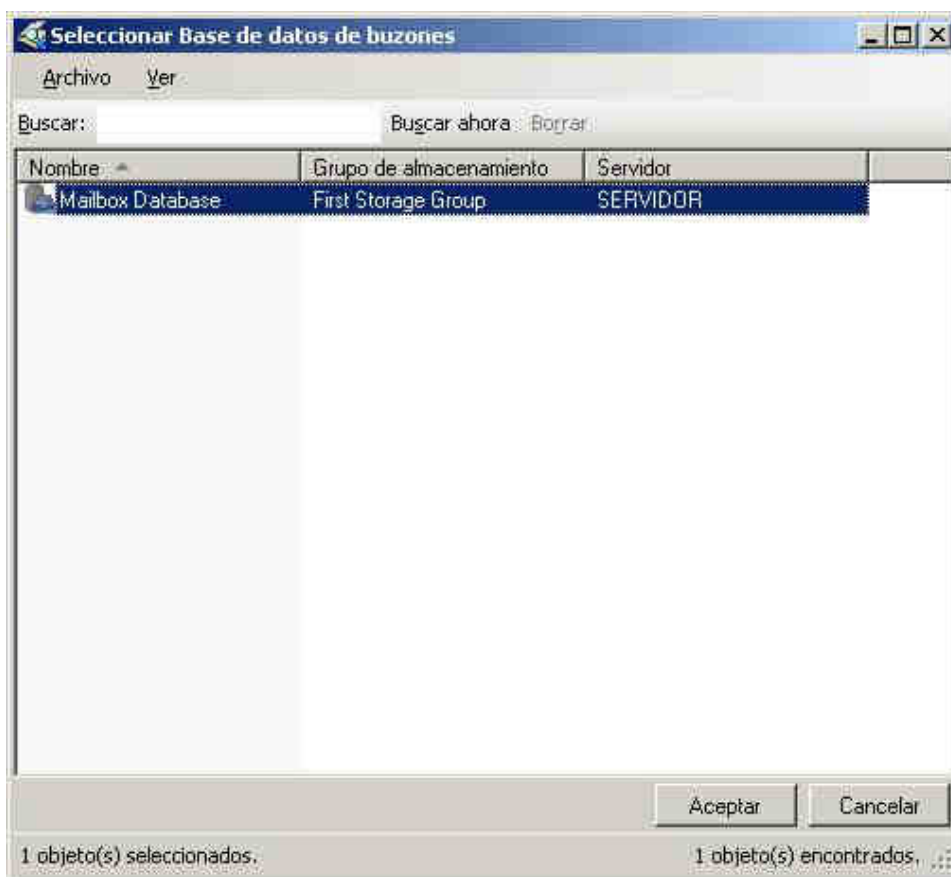 Seleccionar Base de datos de buzones
Archivo Ver
Buscar: Buscar ahora Borrar
Nombre Grupo de almacenamiento Servidor
Mailbox Database First Storage Group SERVIDOR
Aceptar Cancelar
1 objeto(s) seleccionados. 1 objeto(s) encontrados.